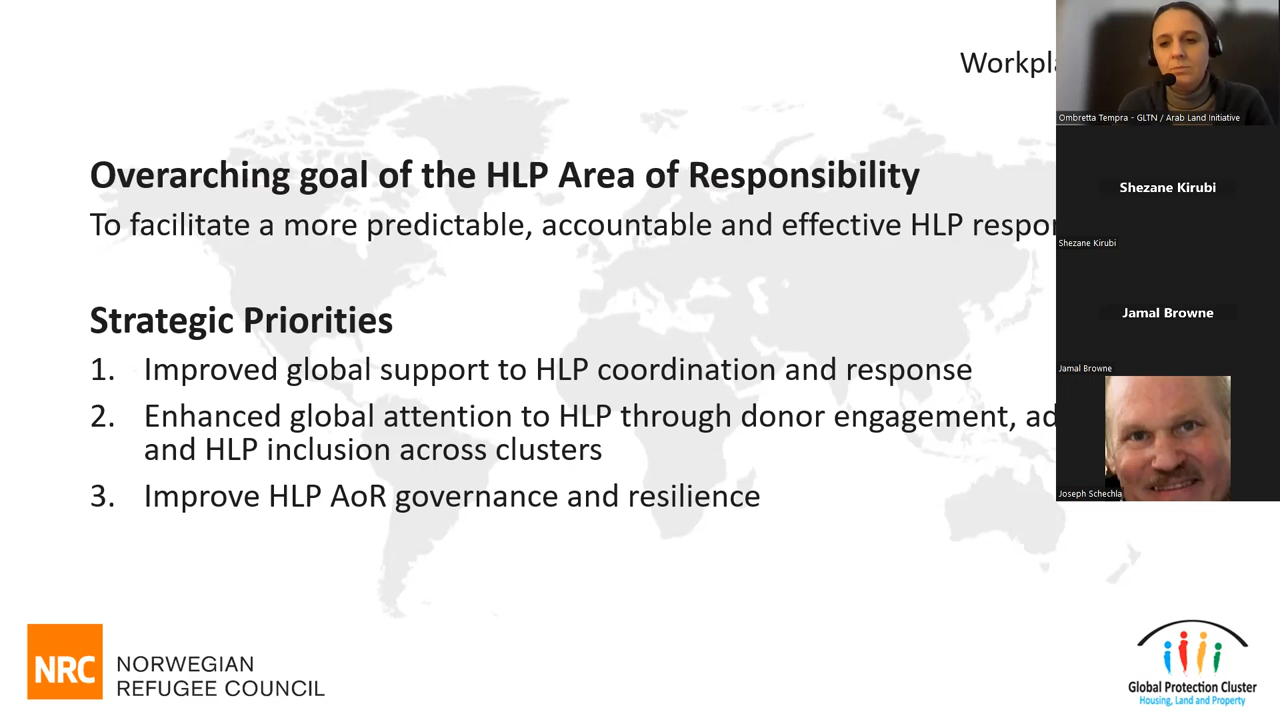 Workpla
Overarching goal of the HLP Area of Responsibility
To facilitate a more predictable, accountable and effective HLP respon
Strategic Priorities
1. Improved global support to HLP coordination and response
2. Enhanced global attention to HLP through donor engagement, ad
and HLP inclusion across clusters
3. Improve HLP AoR governance and resilience
NRC
NORWEGIAN
REFUGEE COUNCIL
Global Protection Cluster
Housing, Land and Property
Ombretta Tempra - GLTN / Arab Land Initiative
Shezane Kirubi
Shezane Kirubi
Jamal Browne
Jamal Browne
Joseph Schechla